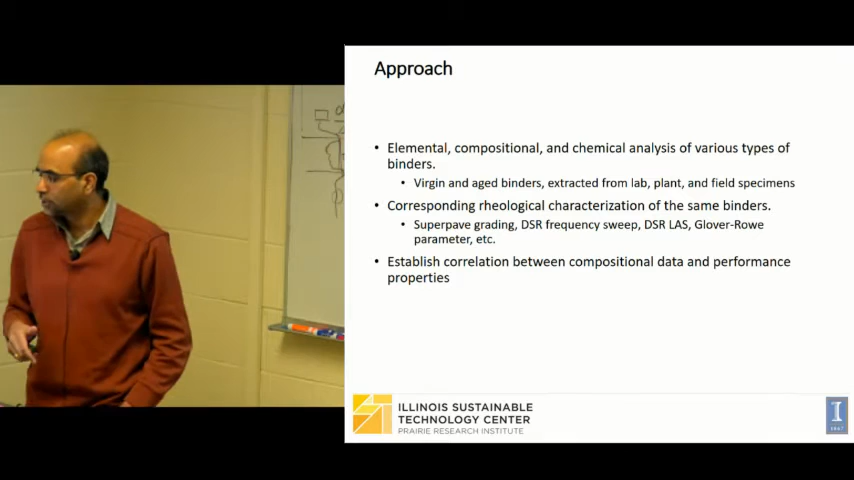 Approach
• Elemental, compositional, and chemical analysis of various types of
binders.
• Virgin and aged binders, extracted from lab, plant, and field specimens
• Corresponding rheological characterization of the same binders.
• Superpave grading, DSR frequency sweep, DSR LAS, Glover-Rowe
parameter, etc.
• Establish correlation between compositional data and performance
properties
ILLINOIS SUSTAINABLE
TECHNOLOGY CENTER
PRAIRIE RESEARCH INSTITUTE
I
1867